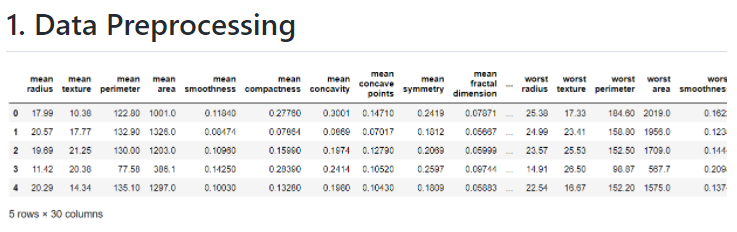 1. Data Preprocessing
mean radius mean texture mean perimeter mean area mean smoothness mean compactness mean concavity mean concave points mean symmetry mean fractal dimension ... worst radius worst texture worst perimeter worst area
0 17.99 10.38 122.80 1001.0 0.11840 0.27760 0.3001 0.14710 0.2419 0.07871 ... 25.38 17.33 184.60 2019.0 0.162
1 20.57 17.77 132.90 1326.0 0.08474 0.07864 0.0869 0.07017 0.1812 0.05667 ... 24.99 23.41 158.80 1956.0 0.123
2 19.69 21.25 130.00 1203.0 0.10960 0.15990 0.1974 0.12790 0.2069 0.05999 ... 23.57 25.53 152.50 1709.0 0.144
3 11.42 20.38 77.58 386.1 0.14250 0.28390 0.2414 0.10520 0.2597 0.09744 ... 14.91 26.50 98.87 567.7 0.209
4 20.29 14.34 135.10 1297.0 0.10030 0.13280 0.1980 0.10430 0.1809 0.05883 ... 22.54 16.67 152.20 1575.0 0.137
5 rows × 30 columns